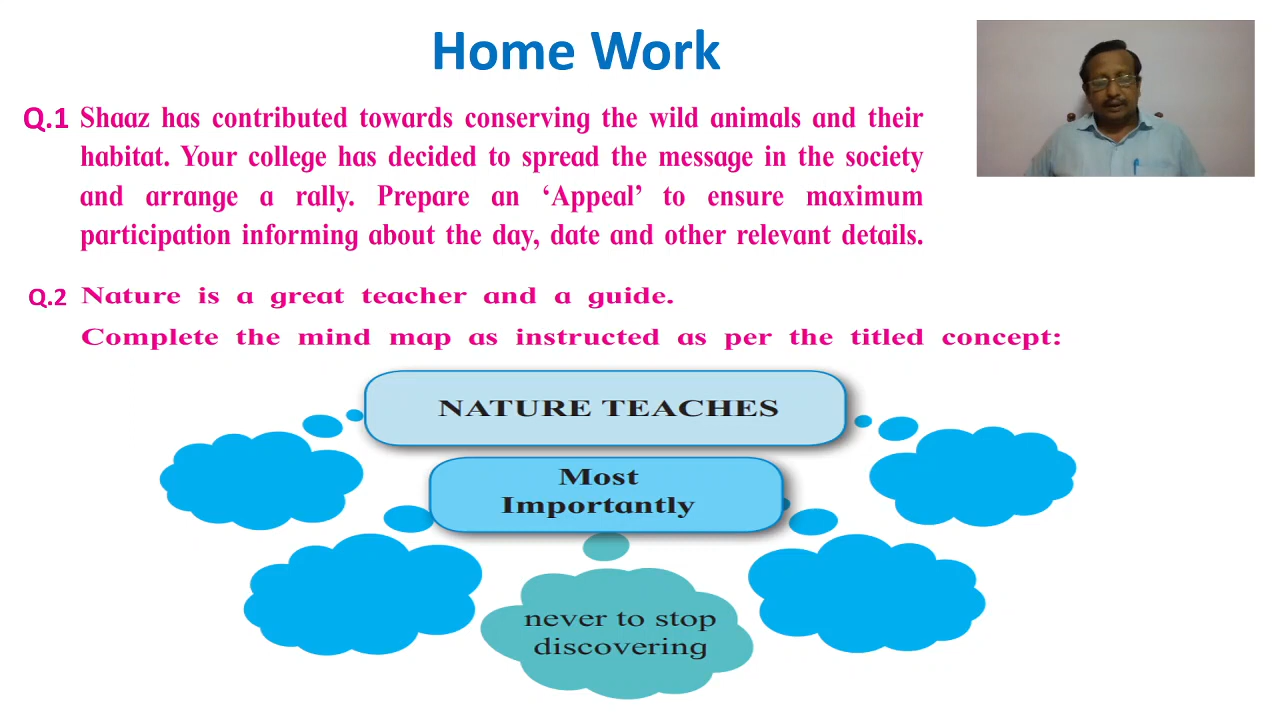 Home Work
Q.1 Shaaz has contributed towards conserving the wild animals and their
habitat. Your college has decided to spread the message in the society
and arrange a rally. Prepare an ‘Appeal’ to ensure maximum
participation informing about the day, date and other relevant details.
Q.2 Nature is a great teacher and a guide.
Complete the mind map as instructed as per the titled concept:
NATURE TEACHES
Most
Importantly
never to stop
discovering